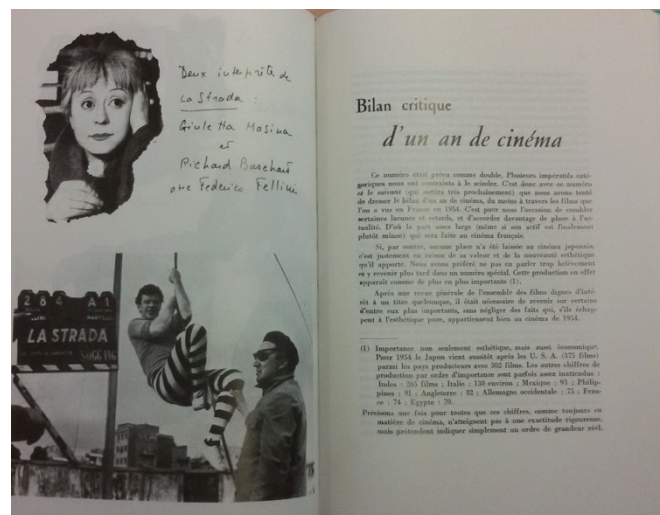 Deux interprètes de
La Strada :
Giuletta Masina
et
Richard Basehart
avec Federico Fellini
284 A1
LA STRADA
SOGG 116
Bilan critique
d'un an de cinéma
Ce numéro était prévu comme double. Plusieurs impératifs caté-
goriques nous ont contraints à le scinder. C'est donc avec ce numéro
et le suivant (qui sortira très prochainement) que nous avons tenté
de dresser le bilan d'un an de cinéma, du moins à travers les films que
l'on a vus en France en 1954. C'est pour nous l'occasion de combler
certaines lacunes et retards, et d'accorder davantage de place à l'ac-
tualité. D'où la part assez large (même si son actif est finalement
plutôt mince) qui sera faite au cinéma français.
Si, par contre, aucune place n'a été laissée au cinéma japonais,
c'est justement en raison de sa valeur et de la nouveauté esthétique
qu'il apporte. Nous avons préféré ne pas en parler trop brièvement
et y revenir plus tard dans un numéro spécial. Cette production en effet
apparaît comme de plus en plus importante (1).
Après une revue générale de l'ensemble des films dignes d'inté-
rêt à un titre quelconque, il était nécessaire de revenir sur certains
d'entre eux plus importants, sans négliger des faits qui, s'ils échap-
pent à l'esthétique pure, appartiennent bien au cinéma de 1954.
(1) Importance non seulement esthétique, mais aussi économique.
Pour 1954 le Japon vient aussitôt après les U. S. A. (375 films)
parmi les pays producteurs avec 302 films. Les autres chiffres de
production par ordre d'importance sont parfois assez inattendus :
Indes : 265 films ; Italie : 130 environ ; Mexique : 93 ; Philip-
pines : 91 ; Angleterre : 82 ; Allemagne occidentale : 75 ; Fran-
ce : 74 ; Egypte : 70.
Précisons une fois pour toutes que ces chiffres, comme toujours en
matière de cinéma, n'atteignent pas à une exactitude rigoureuse,
mais prétendent indiquer simplement un ordre de grandeur réel.